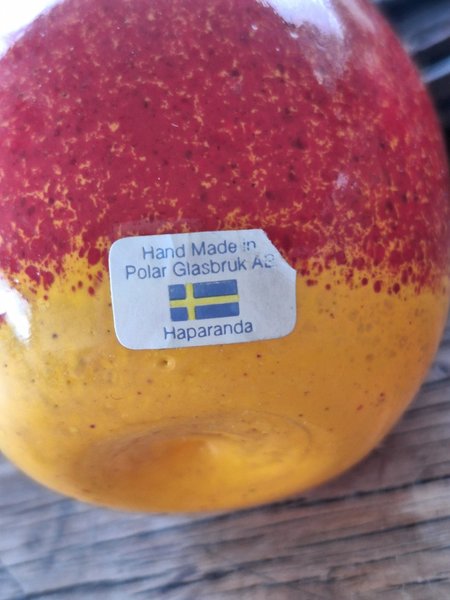 Hand Made in
Polar Glasbruk AB
Haparanda